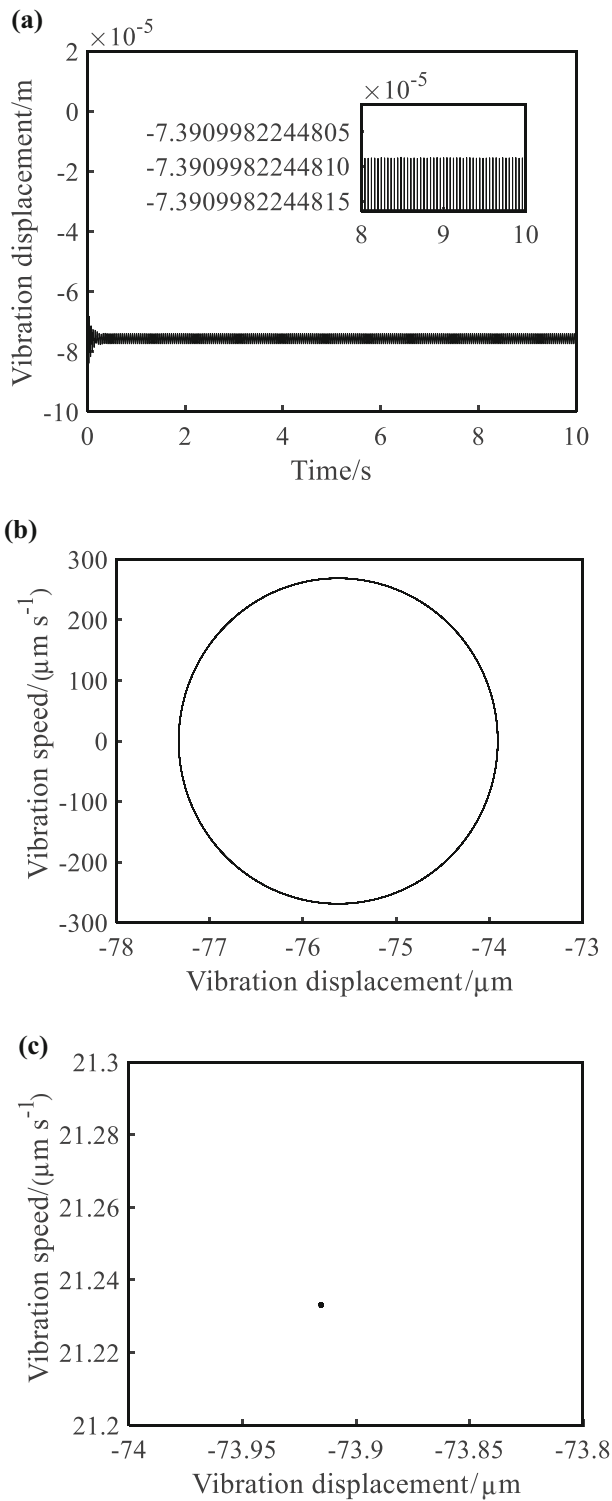 (a)
×10-5
2
0
-2
-4
-6
-8
-10
Vibration displacement/m
0 2 4 6 8 10
Time/s
×10-5
-7.3909982244805
-7.3909982244810
-7.3909982244815
8 9 10
(b)
300
200
100
0
-100
-200
-300
Vibration speed/(μm s-1)
-78 -77 -76 -75 -74 -73
Vibration displacement/μm
(c)
21.3
21.28
21.26
21.24
21.22
21.2
Vibration speed/(μm s-1)
-74 -73.95 -73.9 -73.85 -73.8
Vibration displacement/μm